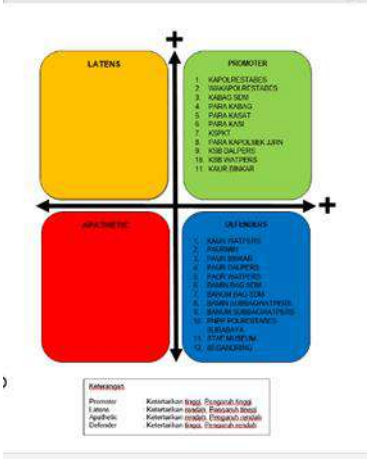 +
LATENS
PROMOTER
1. KAPOLRESTABES
2. WAKAPOLRESTABES
3. KABAG SDM
4. PARA KABAG
5. PARA KASAT
6. PARA KASI
7. KSPKT
8. PARA KAPOLSEK JJRN
9. KSB DALPERS
10. KSB WATPERS
11. KAUR BINKAR
+
APATHETIC
DEFENDERS
1. KAUR WATPERS
2. PAURMIN
3. PAUR BINKAR
4. PAUR DALPERS
5. PAUR WATPERS
6. BAMIN BAG SDM
7. BANUM BAG SDM
8. BAMIN SUBBAGWATPERS
9. BANUM SUBBAGWATPERS
10. PNPP POLRESTABES
SURABAYA
11. STAF MUSEUM
12. BEGANDRING
)
Keterangan
Promoter : Ketertarikan tinggi, Pengaruh tinggi
Latens : Ketertarikan rendah, Pengaruh tinggi
Apathetic : Ketertarikan rendah, Pengaruh rendah
Defender : Ketertarikan tinggi, Pengaruh rendah